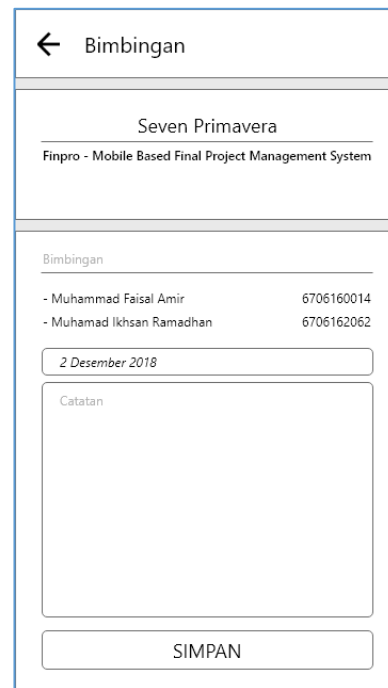 Bimbingan
Seven Primavera
Finpro - Mobile Based Final Project Management System
Bimbingan
- Muhammad Faisal Amir 6706160014
- Muhamad Ikhsan Ramadhan 6706162062
2 Desember 2018
Catatan
SIMPAN